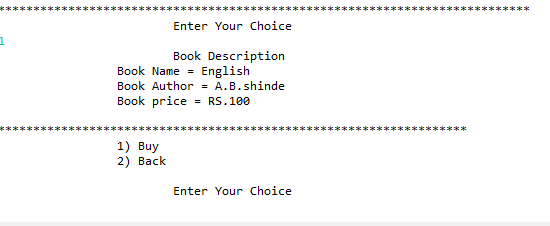 ****************************************************************************
Enter Your Choice
1
Book Description
Book Name = English
Book Author = A.B.shinde
Book price = RS.100
*******************************************************************
1) Buy
2) Back
Enter Your Choice